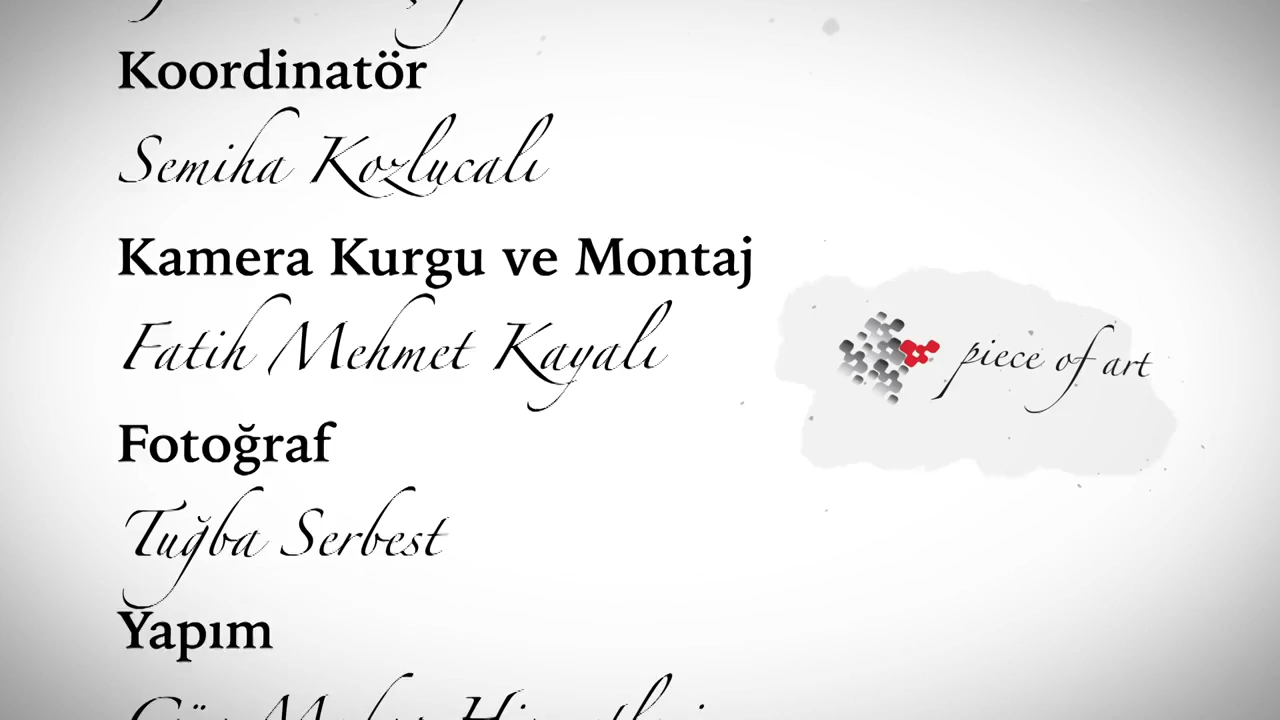 Koordinatör
Semiha Kozlucalı
Kamera Kurgu ve Montaj
Fatih Mehmet Kayalı
piece of art
Fotoğraf
Tuğba Serbest
Yapım